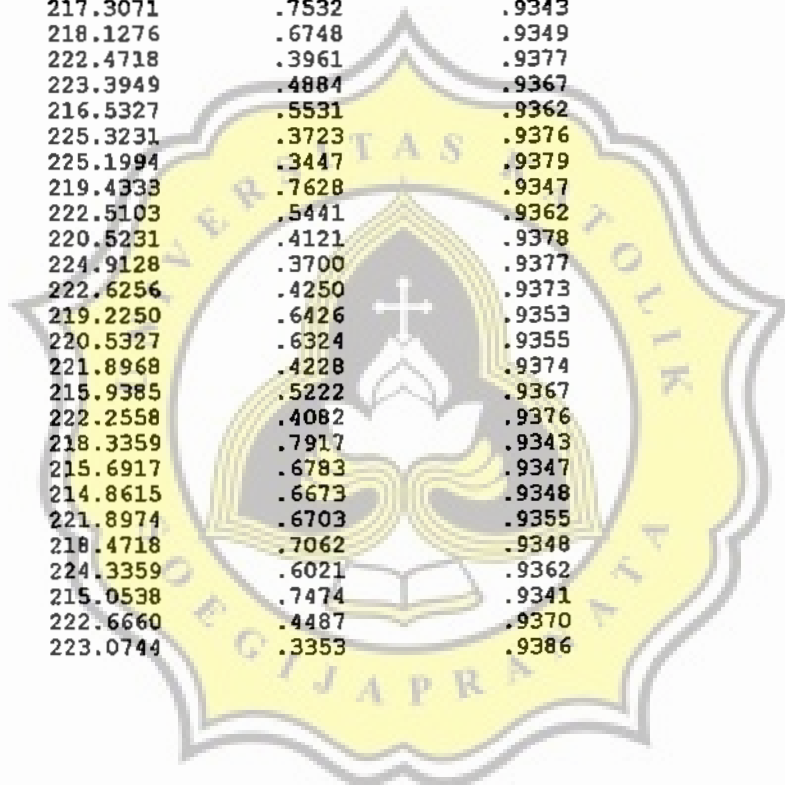 217.3071 .7532 .9343
218.1276 .6748 .9349
222.4718 .3961 .9377
223.3949 .4884 .9367
216.5327 .5531 .9362
225.3231 .3723 .9376
225.1994 .3447 .9379
219.4333 .7628 .9347
222.5103 .5441 .9362
220.5231 .4121 .9378
224.9128 .3700 .9377
222.6256 .4250 .9373
219.2250 .6426 .9353
220.5327 .6324 .9355
221.8968 .4228 .9374
215.9385 .5222 .9367
222.2558 .4082 .9376
218.3359 .7917 .9343
215.6917 .6783 .9347
214.8615 .6673 .9348
221.8974 .6703 .9355
218.4718 .7062 .9348
224.3359 .6021 .9362
215.0538 .7474 .9341
222.6660 .4487 .9370
223.0744 .3353 .9386
UNIVERSITAS KATOLIK
SOEGIJAPRANATA